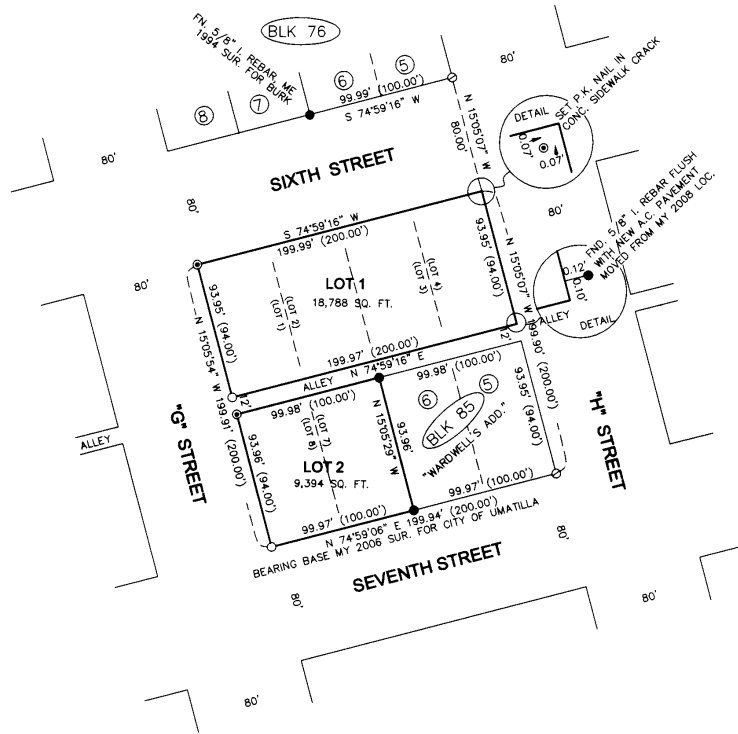 FN. 5/8" I. REBAR, ME
1994 SUR. FOR BURK
BLK 76
8
7
6
5
99.99' (100.00')
S 74°59'16" W
80'
N 15°05'07" W
80.00'
DETAIL
SET P.K. NAIL IN
CONC. SIDEWALK CRACK
0.07'
0.07'
80'
SIXTH STREET
80'
80'
80'
S 74°59'16" W
199.99' (200.00')
FND. 5/8" I. REBAR FLUSH
WITH NEW A.C. PAVEMENT
MOVED FROM MY 2008 LOC.
0.12'
0.10'
DETAIL
93.95' (94.00')
LOT 1
18,788 SQ. FT.
(LOT 2)
(LOT 1)
(LOT 4)
(LOT 3)
93.95' (94.00')
N 15°05'07" W 199.90' (200.00')
N 15°05'54" W 199.91' (200.00')
199.97' (200.00')
ALLEY N 74°59'16" E
ALLEY
12'
12'
99.98' (100.00')
99.98' (100.00')
"G" STREET
ALLEY
93.96' (94.00')
(LOT 7)
(LOT 8)
LOT 2
9,394 SQ. FT.
N 15°05'29" W
93.96'
6
5
BLK 85
"WARDWELL'S ADD."
93.95' (94.00')
"H" STREET
99.97' (100.00')
99.97' (100.00')
N 74°59'06" E 199.94' (200.00')
BEARING BASE MY 2006 SUR. FOR CITY OF UMATILLA
SEVENTH STREET
80'
80'
80'
80'